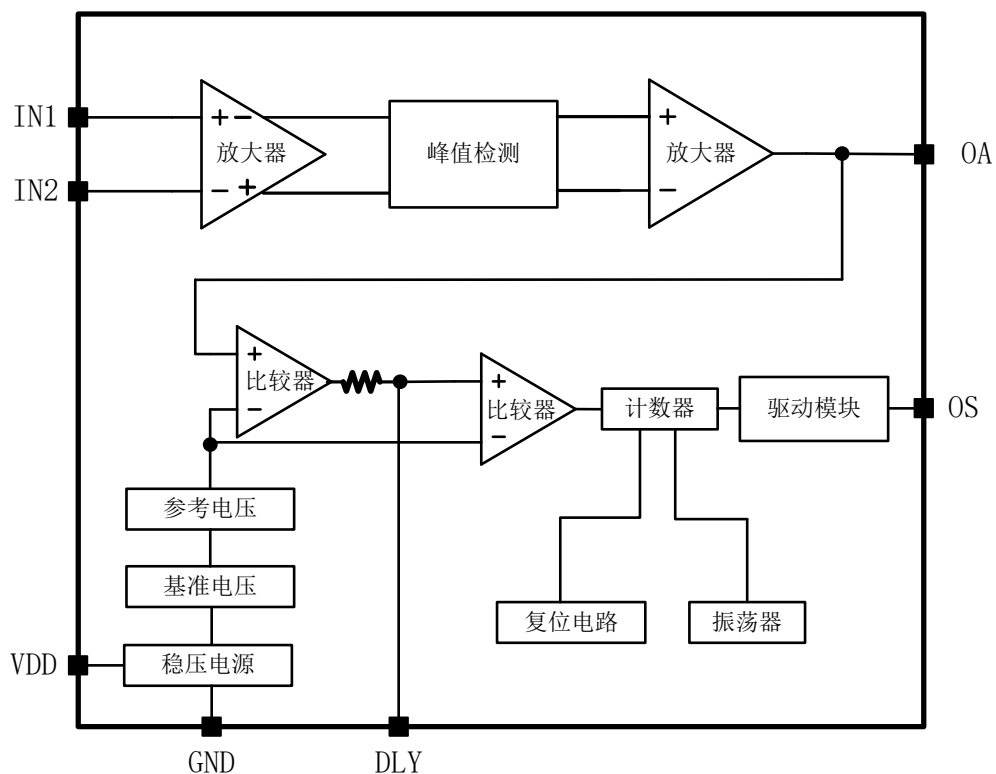 IN1
IN2
+
−
−
+
放大器
峰值检测
+
−
放大器
OA
+
−
比较器
+
−
比较器
计数器
驱动模块
OS
参考电压
基准电压
稳压电源
复位电路
振荡器
VDD
GND
DLY